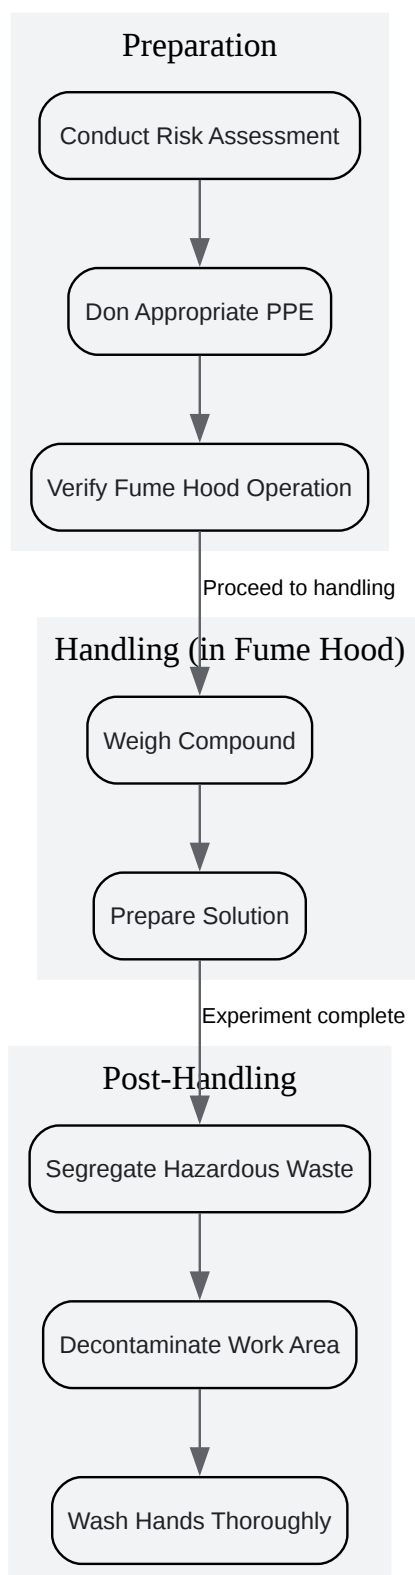 Preparation
Conduct Risk Assessment
Don Appropriate PPE
Verify Fume Hood Operation
Proceed to handling
Handling (in Fume Hood)
Weigh Compound
Prepare Solution
Experiment complete
Post-Handling
Segregate Hazardous Waste
Decontaminate Work Area
Wash Hands Thoroughly